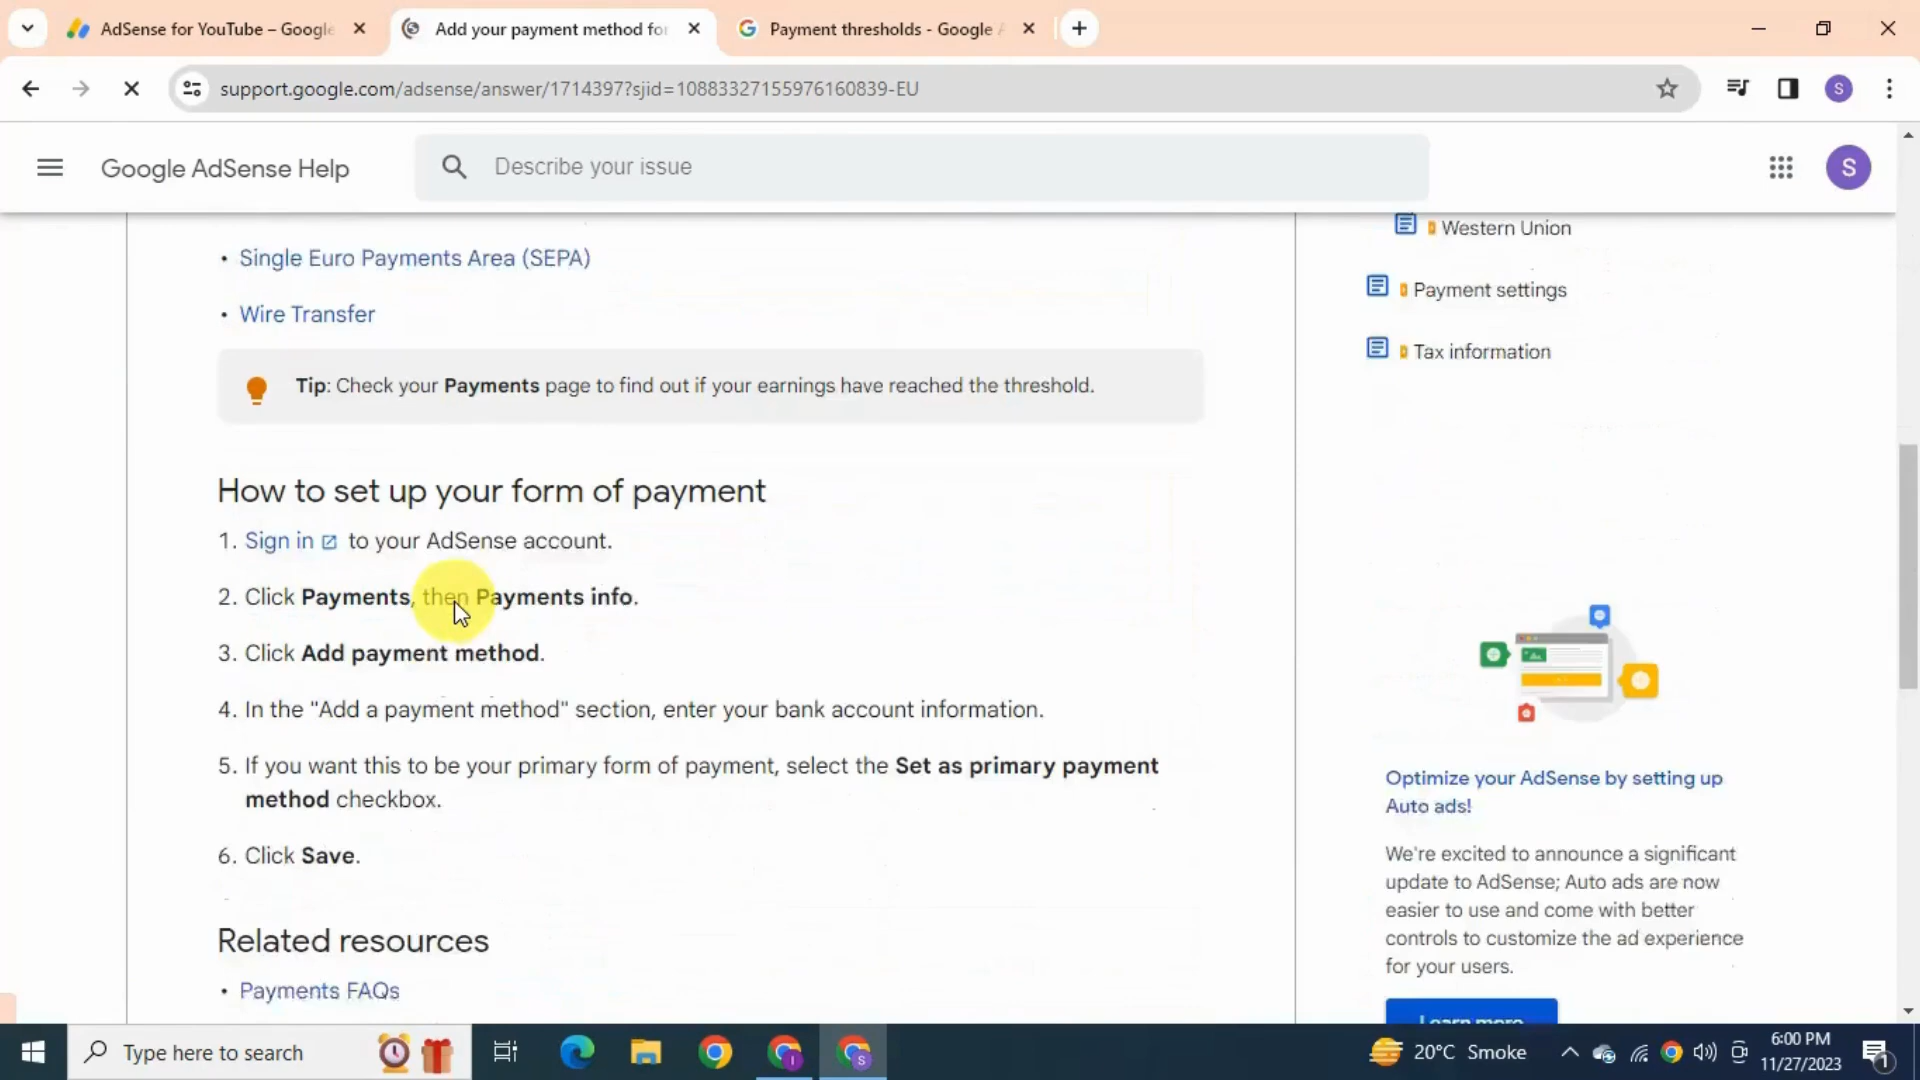 AdSense for YouTube – Google
Add your payment method for
Payment thresholds - Google
support.google.com/adsense/answer/1714397?sjid=10883327155976160839-EU
S
Google AdSense Help
Describe your issue
S
• Single Euro Payments Area (SEPA)
• Wire Transfer
Tip: Check your Payments page to find out if your earnings have reached the threshold.
How to set up your form of payment
1. Sign in to your AdSense account.
2. Click Payments, then Payments info.
3. Click Add payment method.
4. In the "Add a payment method" section, enter your bank account information.
5. If you want this to be your primary form of payment, select the Set as primary payment
method checkbox.
6. Click Save.
Related resources
• Payments FAQs
Western Union
Payment settings
Tax information
Optimize your AdSense by setting up
Auto ads!
We're excited to announce a significant
update to AdSense; Auto ads are now
easier to use and come with better
controls to customize the ad experience
for your users.
Learn more
Type here to search
20°C Smoke
6:00 PM
11/27/2023
1